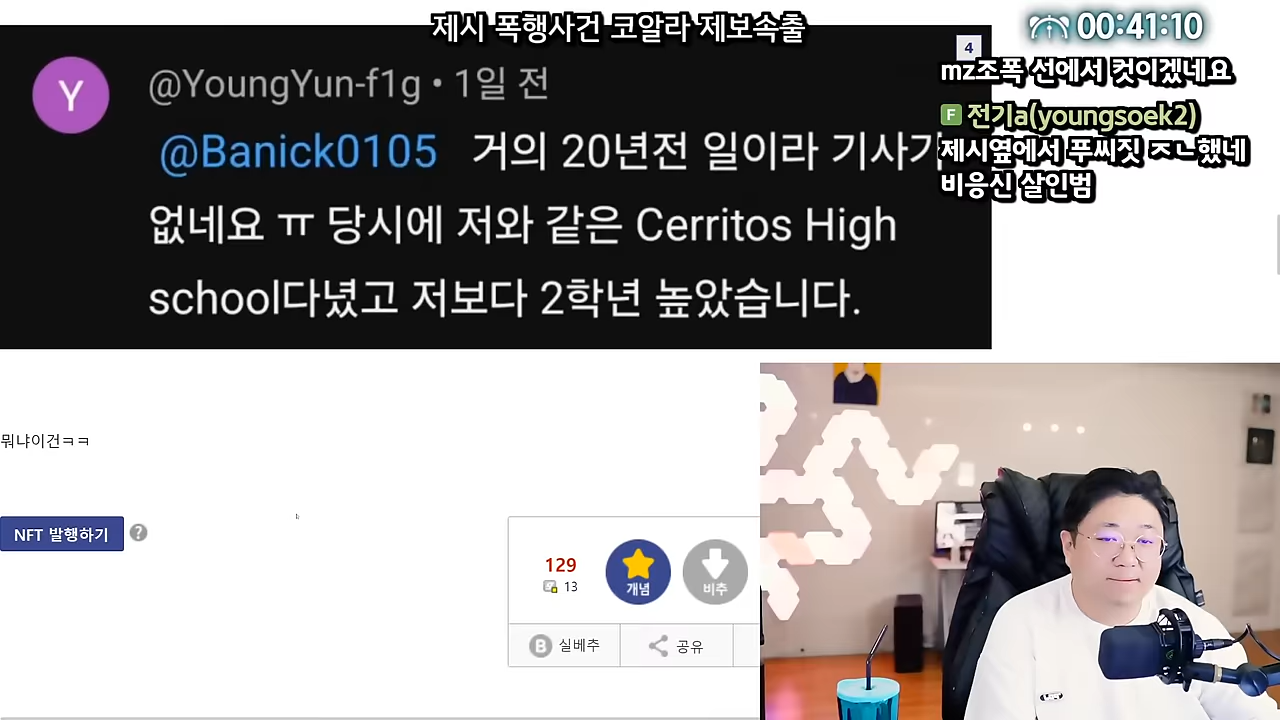 제시 폭행사건 코알라 제보속출
00:41:10
4
mz조폭 선에서 컷이겠네요
F 전기a(youngsoek2)
제시옆에서 푸씨짓 ㅈㄴ했네
비응신 살인범
Y
@YoungYun-f1g • 1일 전
@Banick0105 거의 20년전 일이라 기사가
없네요 ㅠ 당시에 저와 같은 Cerritos High
school다녔고 저보다 2학년 높았습니다.
뭐냐이건ㅋㅋ
NFT 발행하기 ?
129
13
개념
비추
B 실베추
공유